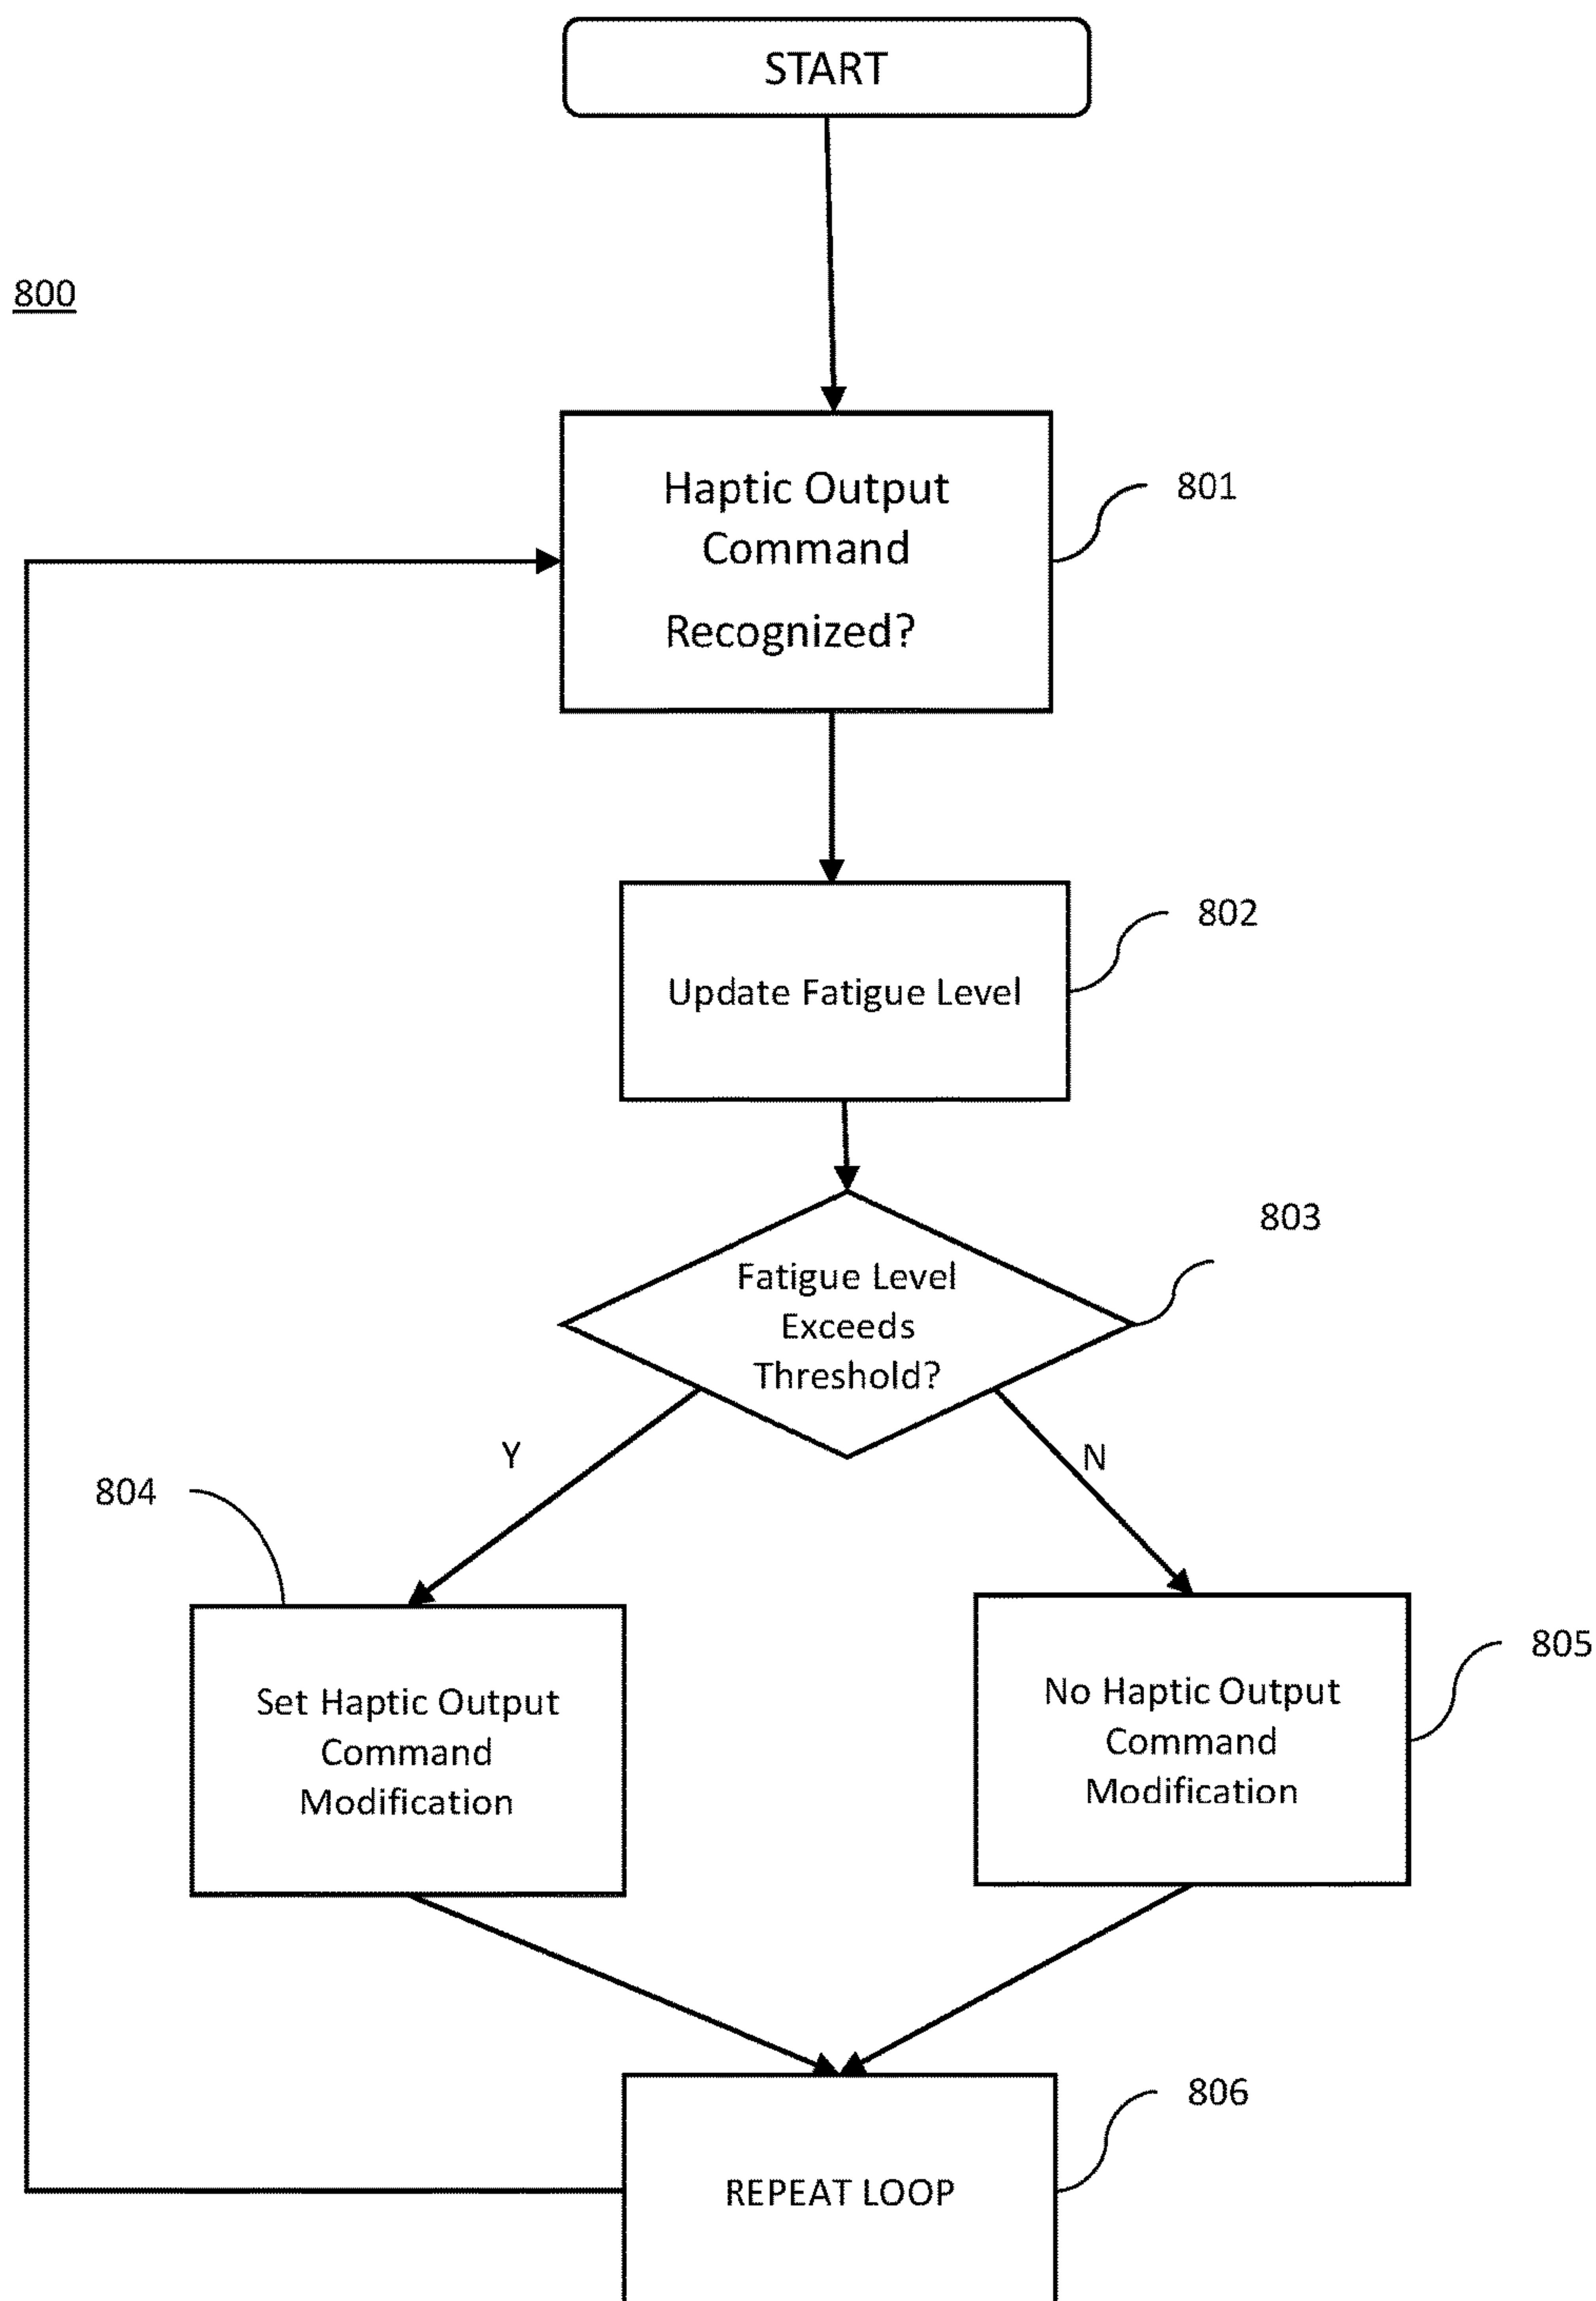 START
800
Haptic Output
Command
Recognized?
801
802
Update Fatigue Level
803
Fatigue Level
Exceeds
Threshold?
Y
N
804
805
Set Haptic Output
Command
Modification
No Haptic Output
Command
Modification
806
REPEAT LOOP